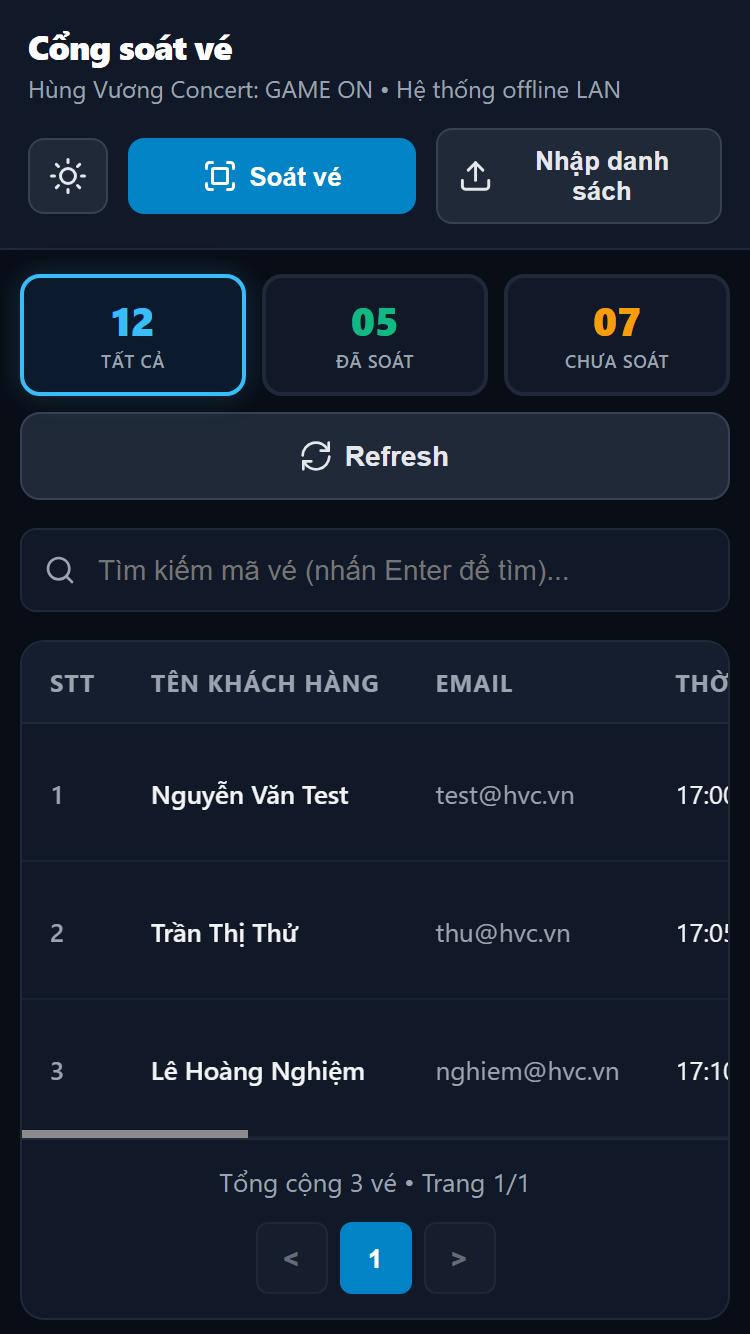 Cổng soát vé
Hùng Vương Concert: GAME ON • Hệ thống offline LAN
Soát vé
Nhập danh
sách
12
TẤT CẢ
05
ĐÃ SOÁT
07
CHƯA SOÁT
Refresh
Tìm kiếm mã vé (nhấn Enter để tìm)...
STT TÊN KHÁCH HÀNG EMAIL
1 Nguyễn Văn Test test@hvc.vn
2 Trần Thị Thử thu@hvc.vn
3 Lê Hoàng Nghiệm nghiem@hvc.vn
Tổng cộng 3 vé • Trang 1/1
< 1 >